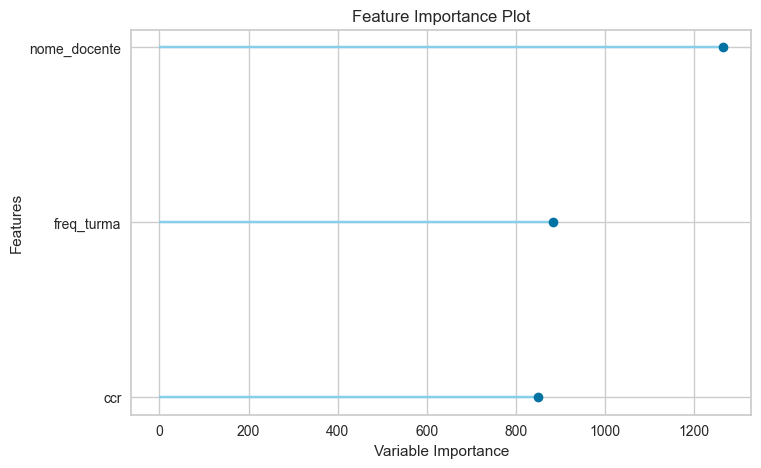 Feature Importance Plot
nome_docente
freq_turma
ccr
Features
0 200 400 600 800 1000 1200
Variable Importance